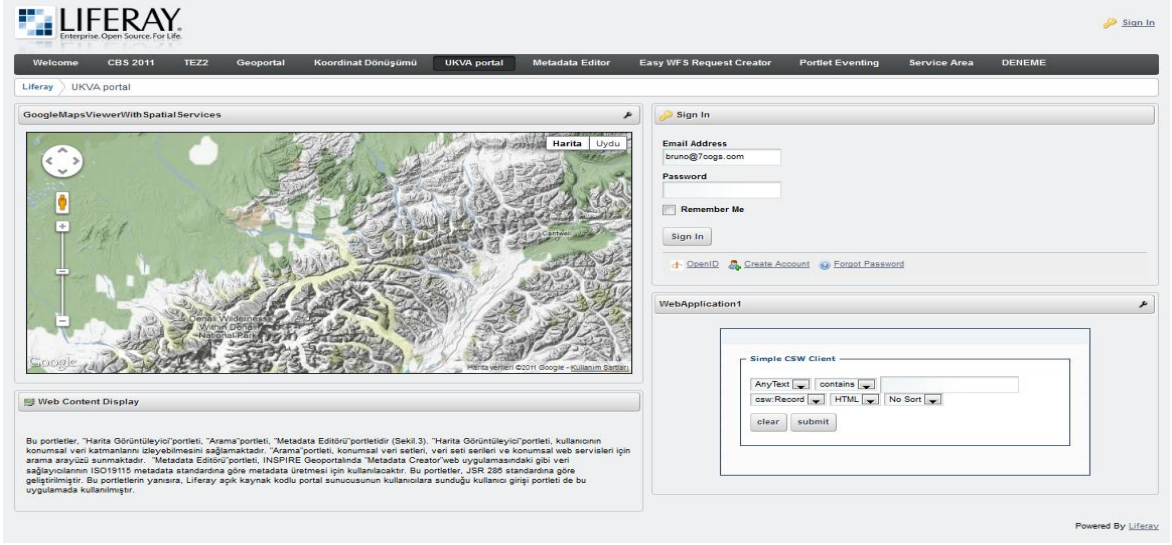 LIFERAY.
Enterprise. Open Source. For Life.
Sign In
Welcome CBS 2011 TEZ2 Geoportal Koordinat Dönüşümü UKVA portal Metadata Editor Easy WFS Request Creator Portlet Eventing Service Area DENEME
Liferay UKVA portal
GoogleMapsViewerWithSpatialServices
Harita Uydu
Cantwell
Denali Wilderness
Within Denali
National Park
Google
Harita verileri ©2011 Google - Kullanım Şartları
Web Content Display
Bu portletler, "Harita Görüntüleyici"portleti, "Arama"portleti, "Metadata Editörü"portletidir (Sekil.3). "Harita Görüntüleyici"portleti, kullanıcının
konumsal veri katmanlarını izleyebilmesini sağlamaktadır. "Arama"portleti, konumsal veri setleri, veri seti serileri ve konumsal web servisleri için
arama arayüzü sunmaktadır. "Metadata Editörü"portleti, INSPIRE Geoportalında "Metadata Creator"web uygulamasındaki gibi veri
sağlayıcılarının ISO19115 metadata standardına göre metadata üretmesi için kullanılacaktır. Bu portletler, JSR 286 standardına göre
geliştirilmiştir. Bu portletlerin yanısıra, Liferay açık kaynak kodlu portal sunucusunun kullanıcılara sunduğu kullanıcı girişi portleti de bu
uygulamada kullanılmıştır.
Sign In
Email Address
bruno@7cogs.com
Password
Remember Me
Sign In
OpenID Create Account Forgot Password
WebApplication1
Simple CSW Client
AnyText contains
csw:Record HTML No Sort
clear submit
Powered By Liferay